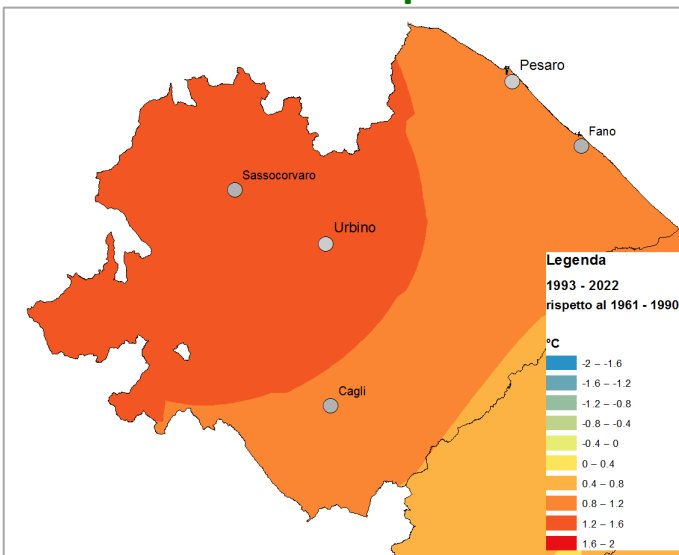 Pesaro
Fano
Sassocorvaro
Urbino
Cagli
Legenda
1993 - 2022
rispetto al 1961 - 1990
°C
-2 – -1.6
-1.6 – -1.2
-1.2 – -0.8
-0.8 – -0.4
-0.4 – 0
0 – 0.4
0.4 – 0.8
0.8 – 1.2
1.2 – 1.6
1.6 – 2